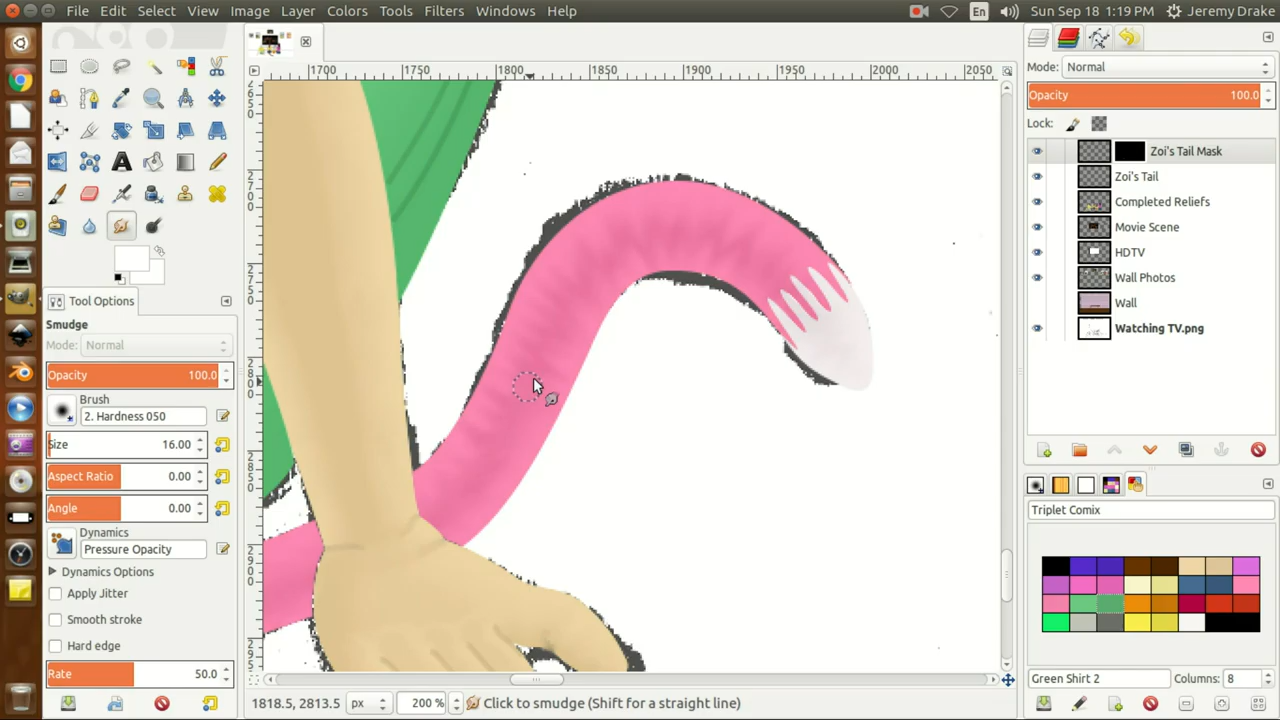 File Edit Select View Image Layer Colors Tools Filters Windows Help En Sun Sep 18 1:19 PM Jeremy Drake
Mode: Normal
Opacity 100.0
Lock:
Zoi's Tail Mask
Zoi's Tail
Completed Reliefs
Movie Scene
HDTV
Wall Photos
Wall
Watching TV.png
1700 1750 1800 1850 1900 1950 2000 2050
Tool Options
Smudge
Mode: Normal
Opacity 100.0
Brush
2. Hardness 050
Size 16.00
Aspect Ratio 0.00
Angle 0.00
Dynamics
Pressure Opacity
Dynamics Options
Apply Jitter
Smooth stroke
Hard edge
Rate 50.0
1818.5, 2813.5 px 200 % Click to smudge (Shift for a straight line)
Triplet Comix
Green Shirt 2 Columns: 8